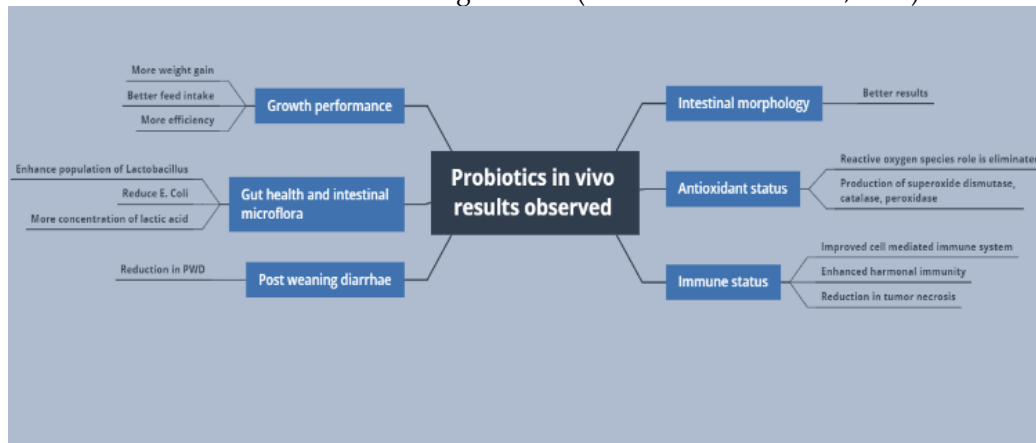 More weight gain
Better feed intake
More efficiency
Growth performance
Enhance population of Lactobacillus
Reduce E. Coli
More concentration of lactic acid
Gut health and intestinal
microflora
Reduction in PWD
Post weaning diarrhae
Probiotics in vivo
results observed
Intestinal morphology
Better results
Antioxidant status
Reactive oxygen species role is eliminated
Production of superoxide dismutase,
catalase, peroxidase
Immune status
Improved cell mediated immune system
Enhanced harmonal immunity
Reduction in tumor necrosis